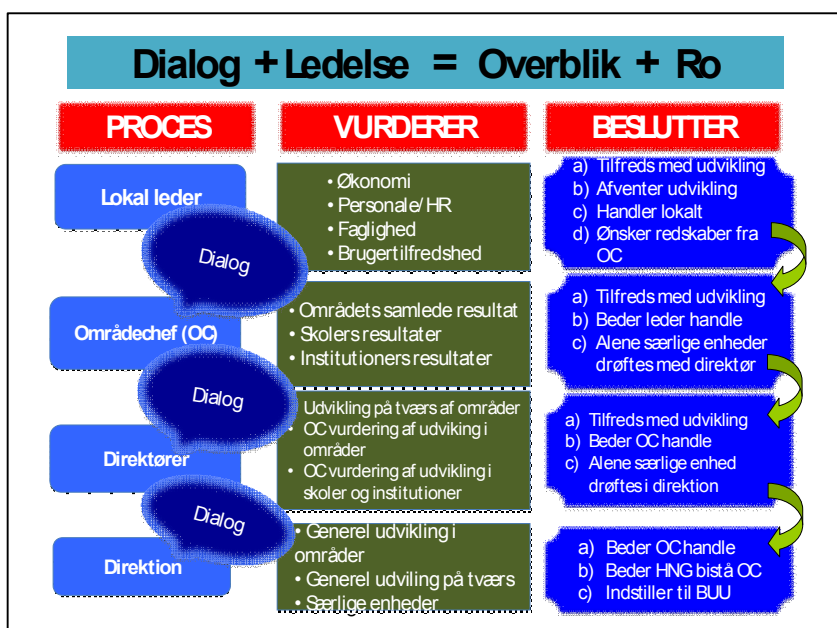 Dialog + Ledelse = Overblik + Ro
PROCES
VURDERER
BESLUTTER
Lokal leder
• Økonomi
• Personale/ HR
• Faglighed
• Brugertilfredshed
a) Tilfreds med udvikling
b) Afventer udvikling
c) Handler lokalt
d) Ønsker redskaber fra
OC
Dialog
Områdechef (OC)
• Områdets samlede resultat
• Skolers resultater
• Institutioners resultater
a) Tilfreds med udvikling
b) Beder leder handle
c) Alene særlige enheder
drøftes med direktør
Dialog
Direktører
Udvikling på tværs af områder
• OC vurdering af udviking i
områder
• OC vurdering af udvikling i
skoler og institutioner
a) Tilfreds med udvikling
b) Beder OC handle
c) Alene særlige enhed
drøftes i direktion
Dialog
Direktion
• Generel udvikling i
områder
• Generel udviling på tværs
• Særlige enheder
a) Beder OC handle
b) Beder HNG bistå OC
c) Indstiller til BUU